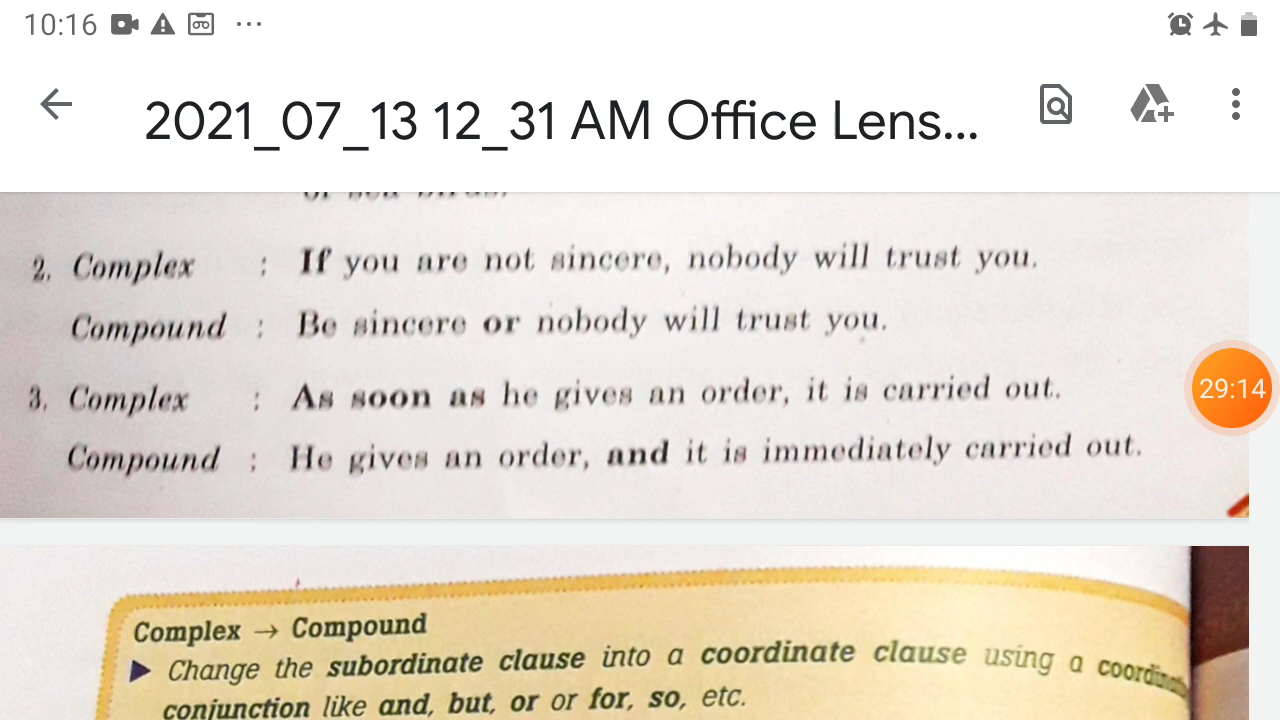 10:16
2021_07_13 12_31 AM Office Lens...
2. Complex : If you are not sincere, nobody will trust you.
Compound : Be sincere or nobody will trust you.
29:14
3. Complex : As soon as he gives an order, it is carried out.
Compound : He gives an order, and it is immediately carried out.
Complex → Compound
▶ Change the subordinate clause into a coordinate clause using a
conjunction like and, but, or or for, so, etc.